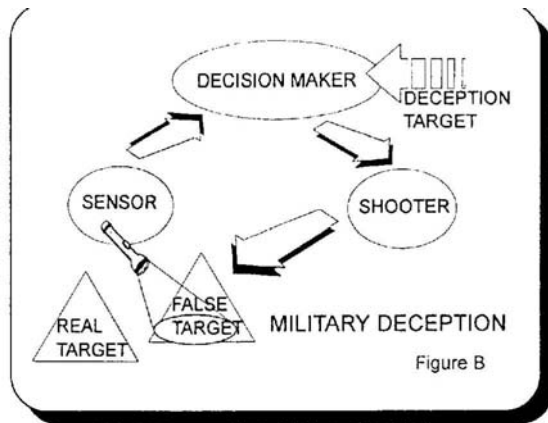 DECISION MAKER
DECEPTION
TARGET
SENSOR
SHOOTER
REAL
TARGET
FALSE
TARGET
MILITARY DECEPTION
Figure B